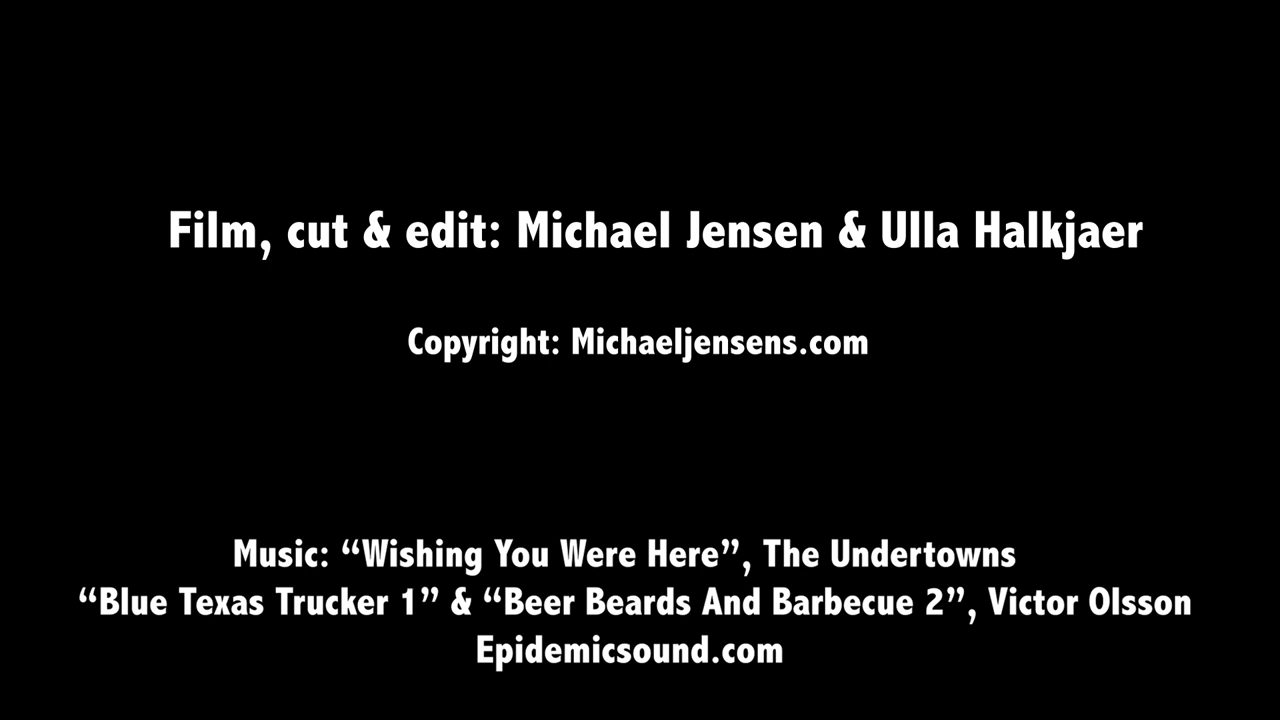 Film, cut & edit: Michael Jensen & Ulla Halkjaer
Copyright: Michaeljensens.com
Music: “Wishing You Were Here”, The Undertowns
“Blue Texas Trucker 1” & “Beer Beards And Barbecue 2”, Victor Olsson
Epidemicsound.com